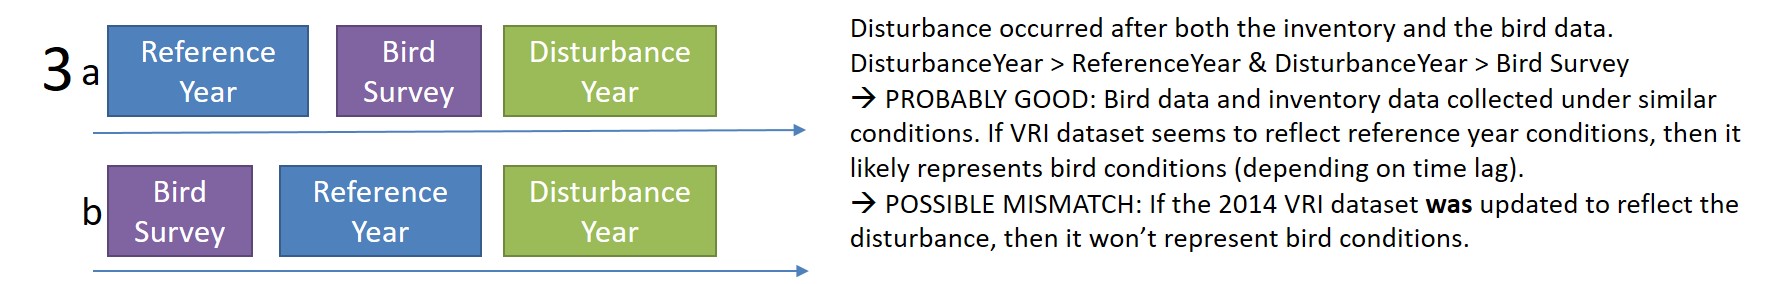 3 a
Reference
Year
Bird
Survey
Disturbance
Year
b
Bird
Survey
Reference
Year
Disturbance
Year
Disturbance occurred after both the inventory and the bird data.
DisturbanceYear > ReferenceYear & DisturbanceYear > Bird Survey
→ PROBABLY GOOD: Bird data and inventory data collected under similar
conditions. If VRI dataset seems to reflect reference year conditions, then it
likely represents bird conditions (depending on time lag).
→ POSSIBLE MISMATCH: If the 2014 VRI dataset was updated to reflect the
disturbance, then it won’t represent bird conditions.